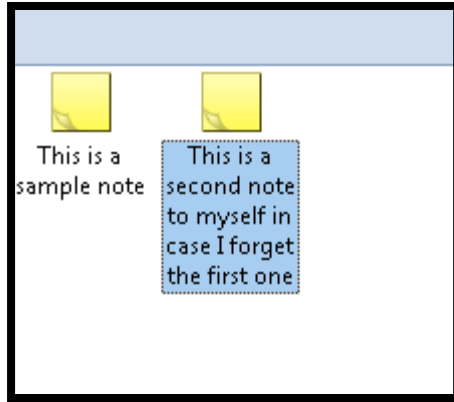 This is a
sample note
This is a
second note
to myself in
case I forget
the first one